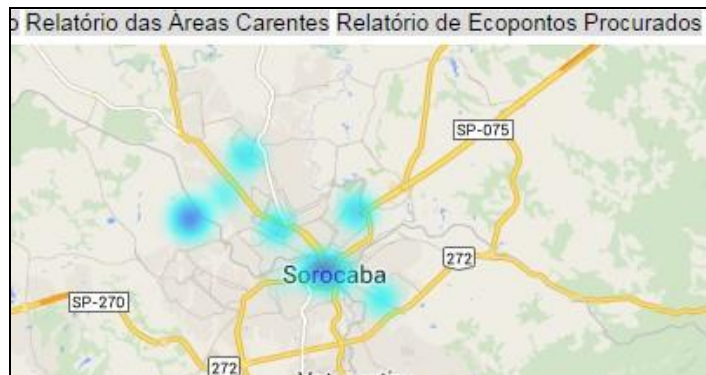 o Relatório das Áreas Carentes Relatório de Ecopontos Procurados
SP-075
272
Sorocaba
SP-270
272